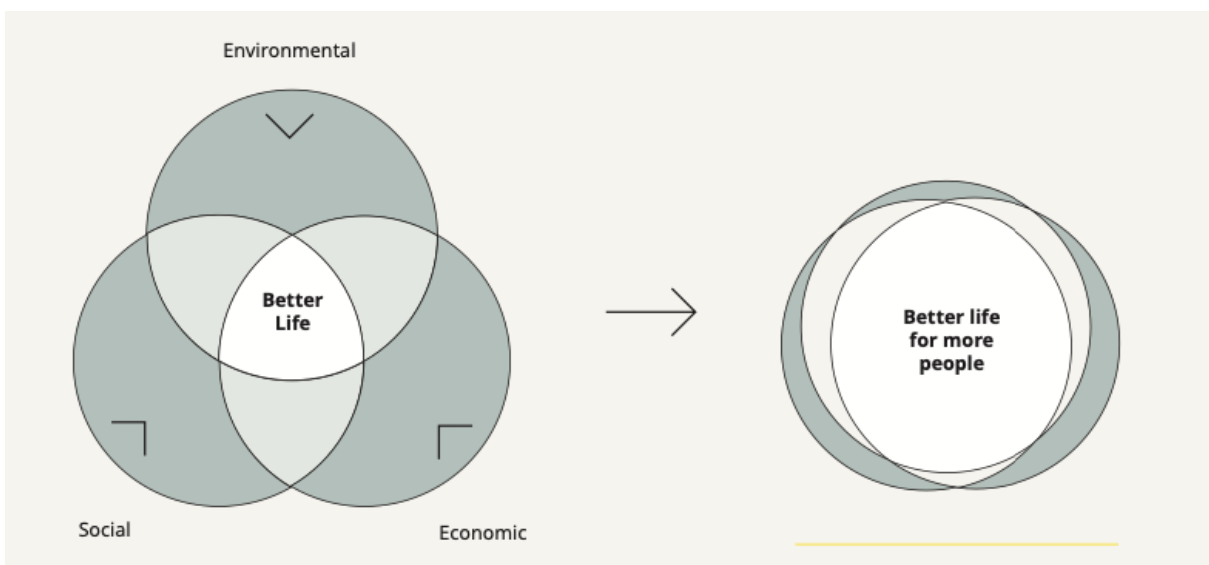 Environmental
Better
Life
Social
Economic
Better life
for more
people